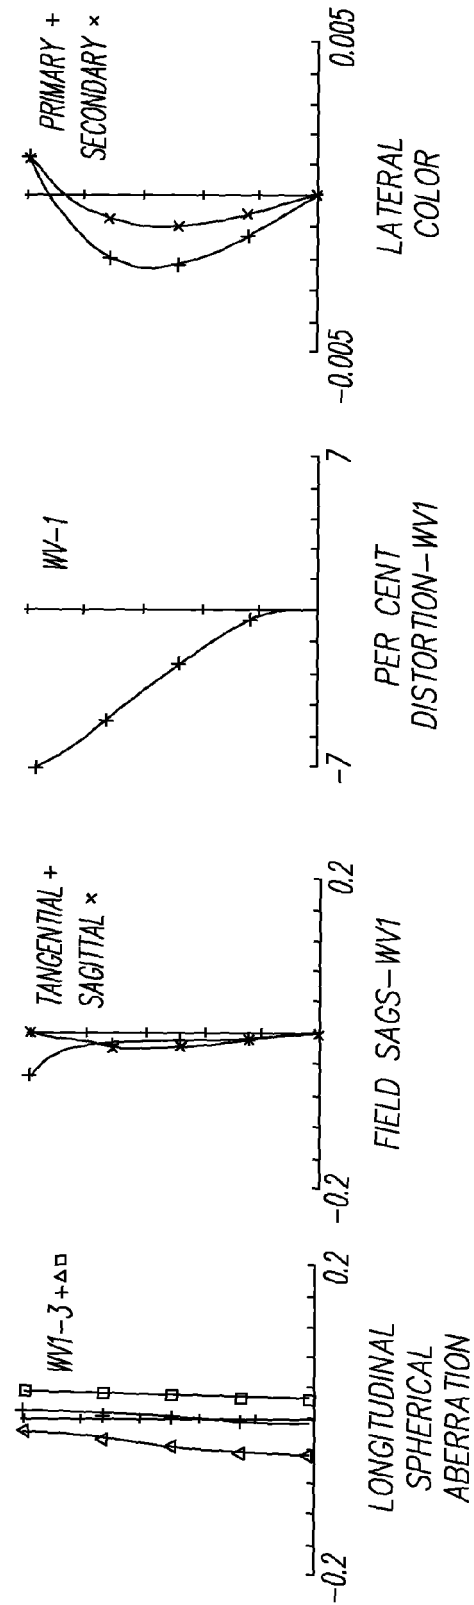 WV1-3 +△□
-0.2
0.2
LONGITUDINAL
SPHERICAL
ABERRATION
TANGENTIAL +
SAGITTAL ×
-0.2
0.2
FIELD SAGS-WV1
WV-1
-7
7
PER CENT
DISTORTION-WV1
PRIMARY +
SECONDARY ×
-0.005
0.005
LATERAL
COLOR